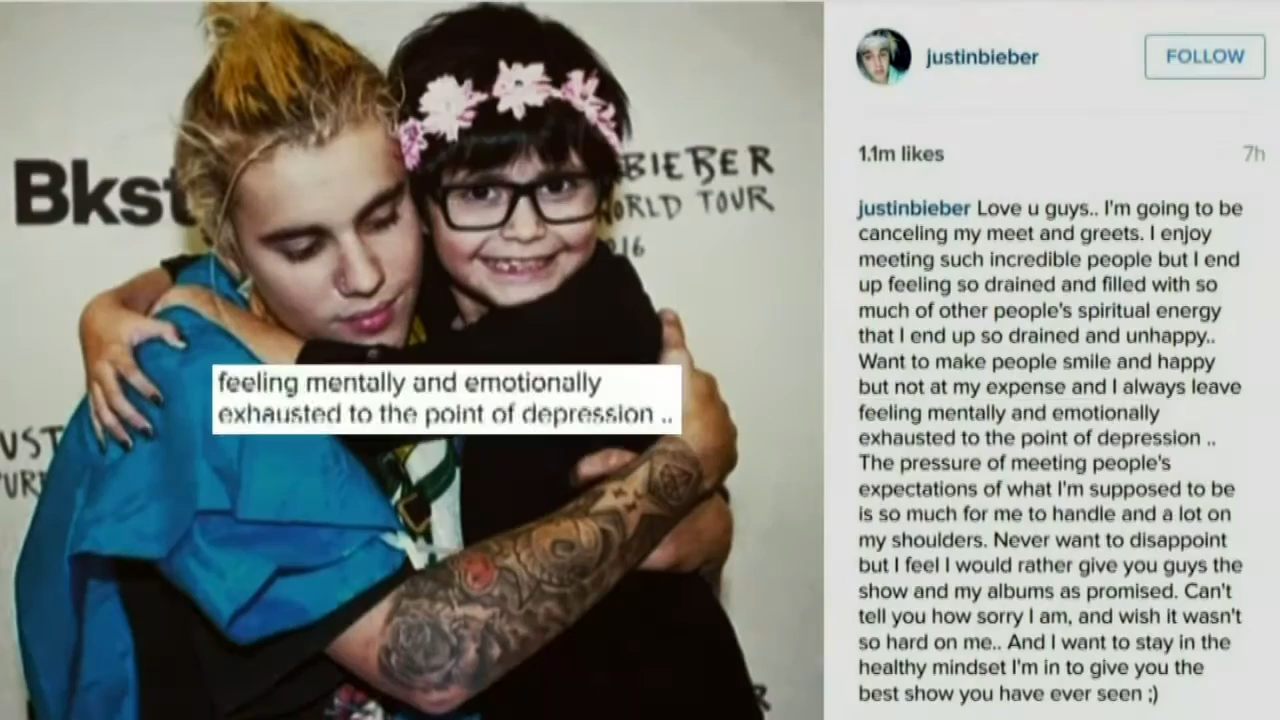 Bkst
BIEBER
WORLD TOUR
16
UST
UR
feeling mentally and emotionally
exhausted to the point of depression ..
justinbieber
FOLLOW
1.1m likes
7h
justinbieber Love u guys.. I'm going to be
canceling my meet and greets. I enjoy
meeting such incredible people but I end
up feeling so drained and filled with so
much of other people's spiritual energy
that I end up so drained and unhappy..
Want to make people smile and happy
but not at my expense and I always leave
feeling mentally and emotionally
exhausted to the point of depression ..
The pressure of meeting people's
expectations of what I'm supposed to be
is so much for me to handle and a lot on
my shoulders. Never want to disappoint
but I feel I would rather give you guys the
show and my albums as promised. Can't
tell you how sorry I am, and wish it wasn't
so hard on me.. And I want to stay in the
healthy mindset I'm in to give you the
best show you have ever seen ;)